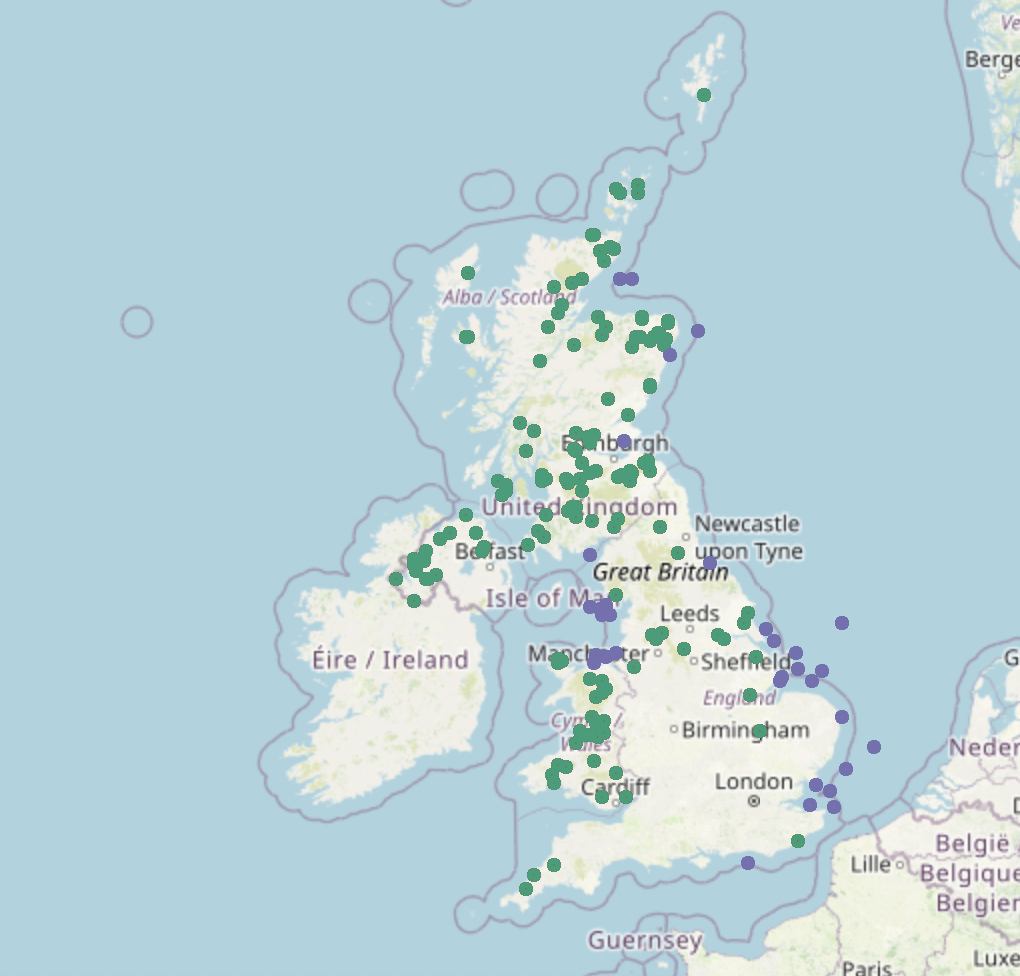 Ve
Berge
Alba / Scotland
Edinburgh
United Kingdom
Newcastle
upon Tyne
Belfast
Great Britain
Isle of Man
Leeds
Éire / Ireland
Manchester
Sheffield
G
England
Cymru /
Wales
Birmingham
Neder
Cardiff
London
D
België
Lille
Belgique
Belgien
Guernsey
Paris
Luxe